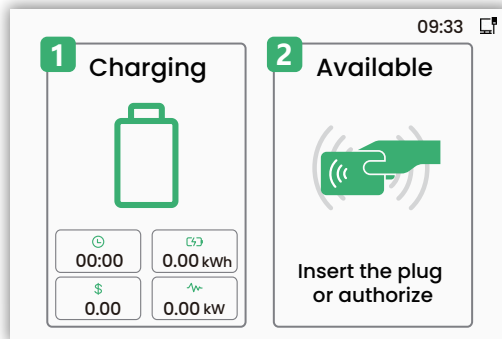 09:33
1
Charging
00:00
0.00 kWh
$
0.00
0.00 kW
2
Available
Insert the plug
or authorize